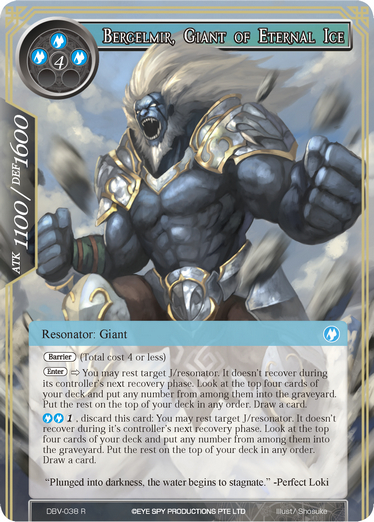 Bergelmir, Giant of Eternal Ice
4
ATK 1100/DEF1600
Resonator: Giant
Barrier (Total cost 4 or less)
Enter ⇨ You may rest target J/resonator. It doesn't recover during
its controller's next recovery phase. Look at the top four cards of
your deck and put any number from among them into the graveyard.
Put the rest on the top of your deck in any order. Draw a card.
1 , discard this card: You may rest target J/resonator. It doesn't
recover during it's controller's next recovery phase. Look at the top
four cards of your deck and put any number from among them into
the graveyard. Put the rest on the top of your deck in any order.
Draw a card.
“Plunged into darkness, the water begins to stagnate.” -Perfect Loki
DBV-038 R
©EYE SPY PRODUCTIONS PTE LTD
Illust/ Shosuke